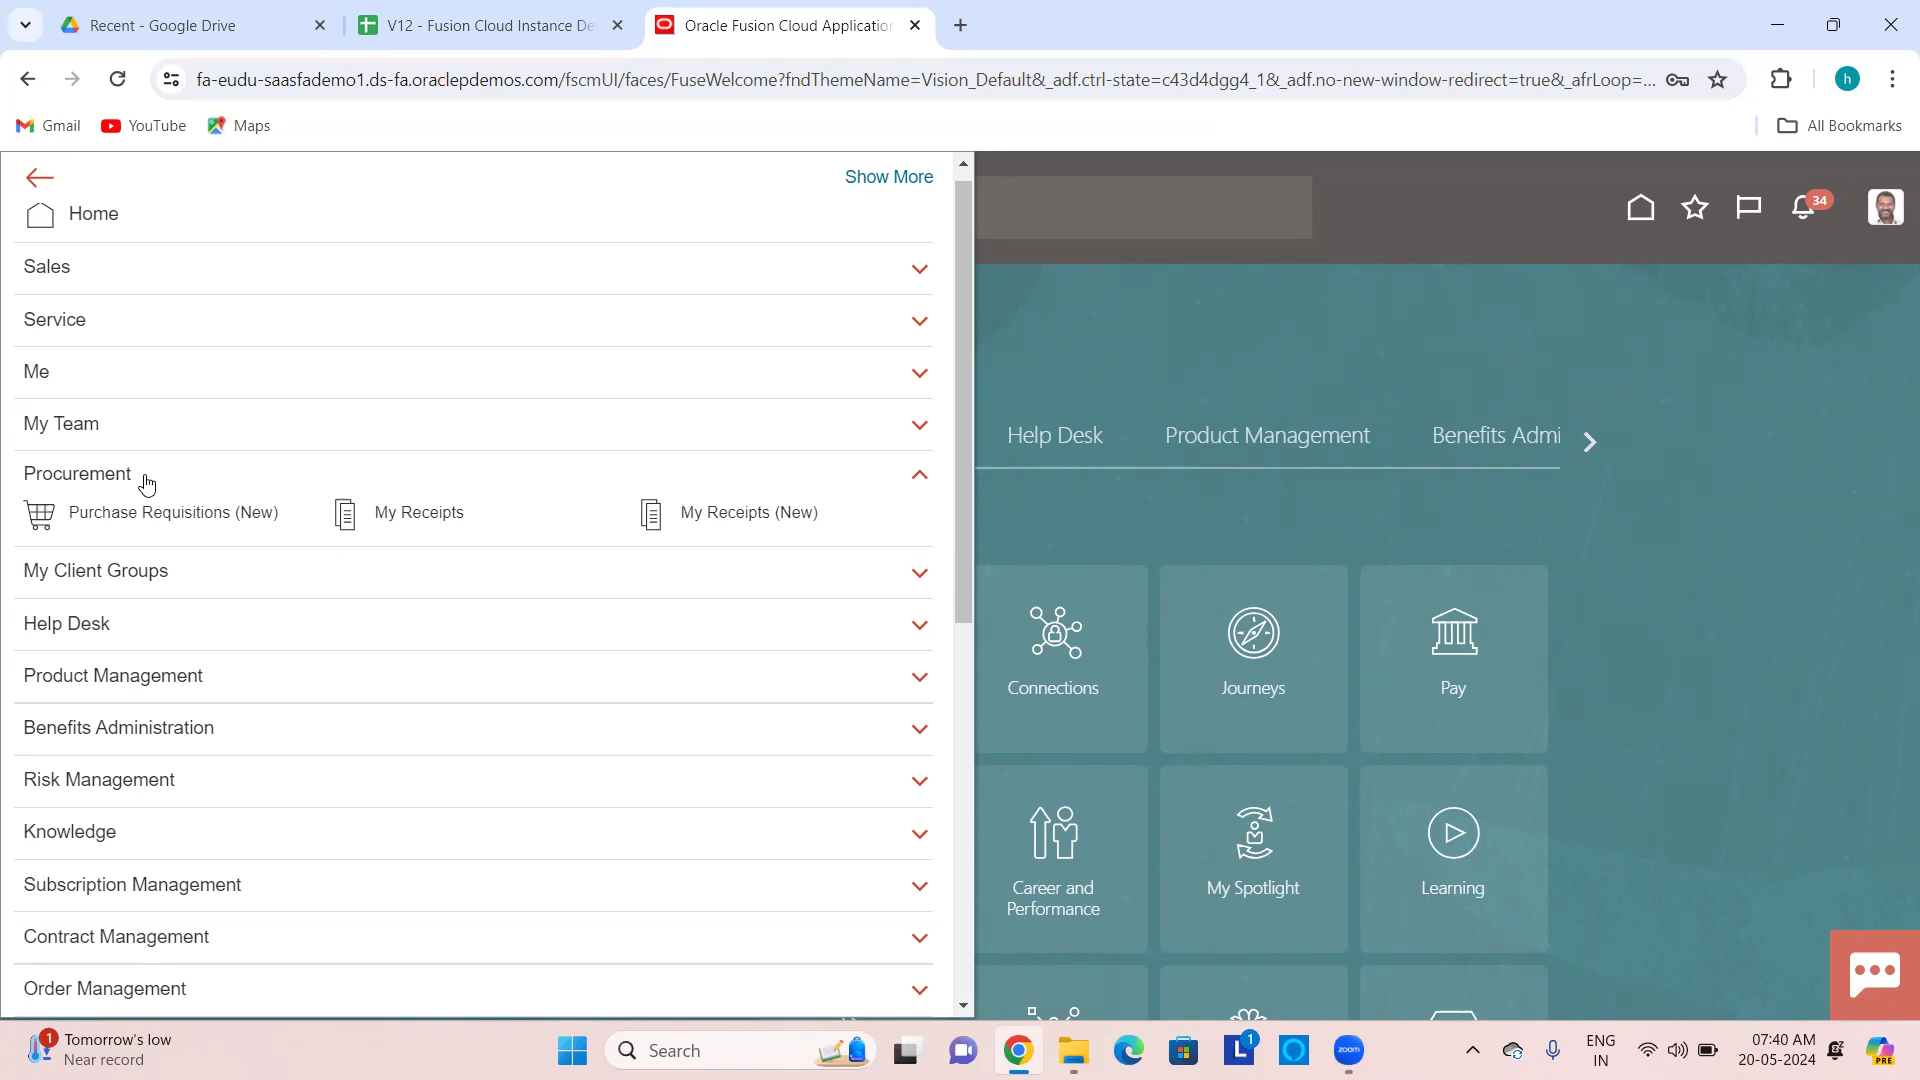 Recent - Google Drive
V12 - Fusion Cloud Instance De
Oracle Fusion Cloud Application
fa-eudu-saasfademo1.ds-fa.oraclepdemos.com/fscmUI/faces/FuseWelcome?fndThemeName=Vision_Default&_adf.ctrl-state=c43d4dgg4_1&_adf.no-new-window-redirect=true&_afrLoop=...
h
Gmail
YouTube
Maps
All Bookmarks
Show More
Home
34
Sales
Service
Me
My Team
Help Desk
Product Management
Benefits Admi
Procurement
Purchase Requisitions (New)
My Receipts
My Receipts (New)
My Client Groups
Help Desk
Product Management
Benefits Administration
Risk Management
Knowledge
Subscription Management
Contract Management
Order Management
Connections
Journeys
Pay
Career and
Performance
My Spotlight
Learning
1
Tomorrow's low
Near record
Search
L
1
zoom
ENG
IN
07:40 AM
20-05-2024
PRE